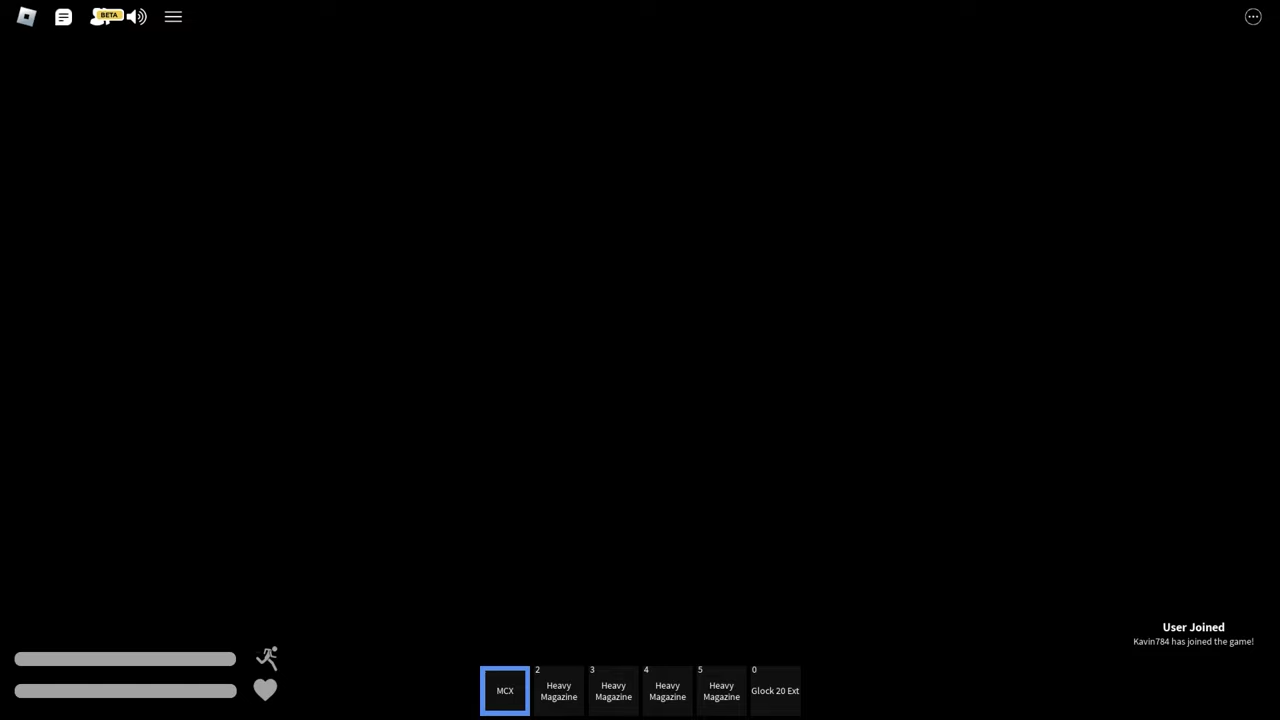 BETA
User Joined
Kavin784 has joined the game!
MCX
2
Heavy
Magazine
3
Heavy
Magazine
4
Heavy
Magazine
5
Heavy
Magazine
0
Glock 20 Ext